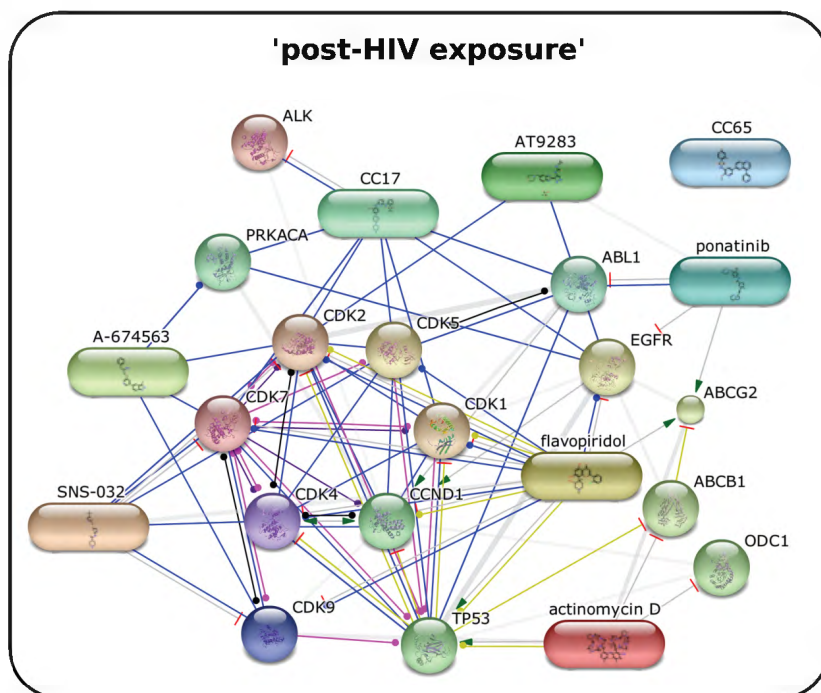 'post-HIV exposure'
ALK
AT9283
CC65
CC17
PRKACA
ABL1
ponatinib
CDK2
CDK5
A-674563
EGFR
ABCG2
CDK7
CDK1
flavopiridol
SNS-032
CDK4
CCND1
ABCB1
ODC1
CDK9
TP53
actinomycin D